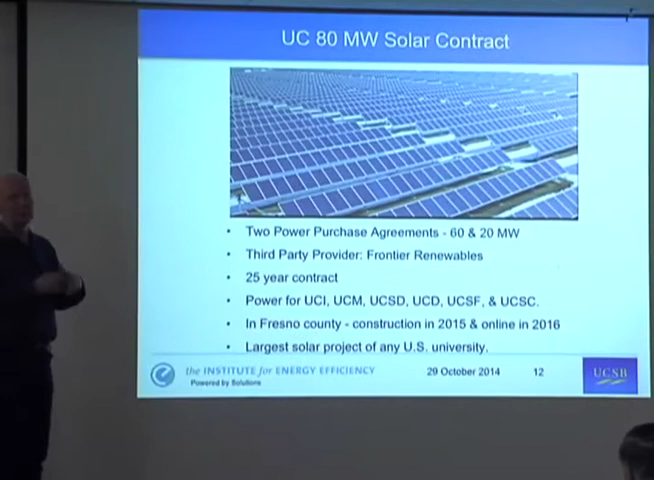 UC 80 MW Solar Contract
• Two Power Purchase Agreements - 60 & 20 MW
• Third Party Provider: Frontier Renewables
• 25 year contract
• Power for UCI, UCM, UCSD, UCD, UCSF, & UCSC.
• In Fresno county - construction in 2015 & online in 2016
• Largest solar project of any U.S. university.
the INSTITUTE for ENERGY EFFICIENCY
Powered by Solutions
29 October 2014
12
UCSB